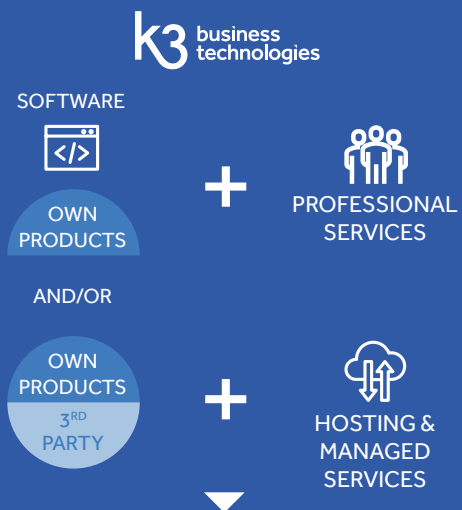 k3 business
technologies
SOFTWARE
</>
OWN
PRODUCTS
+
PROFESSIONAL
SERVICES
AND/OR
OWN
PRODUCTS
3RD
PARTY
+
HOSTING &
MANAGED
SERVICES